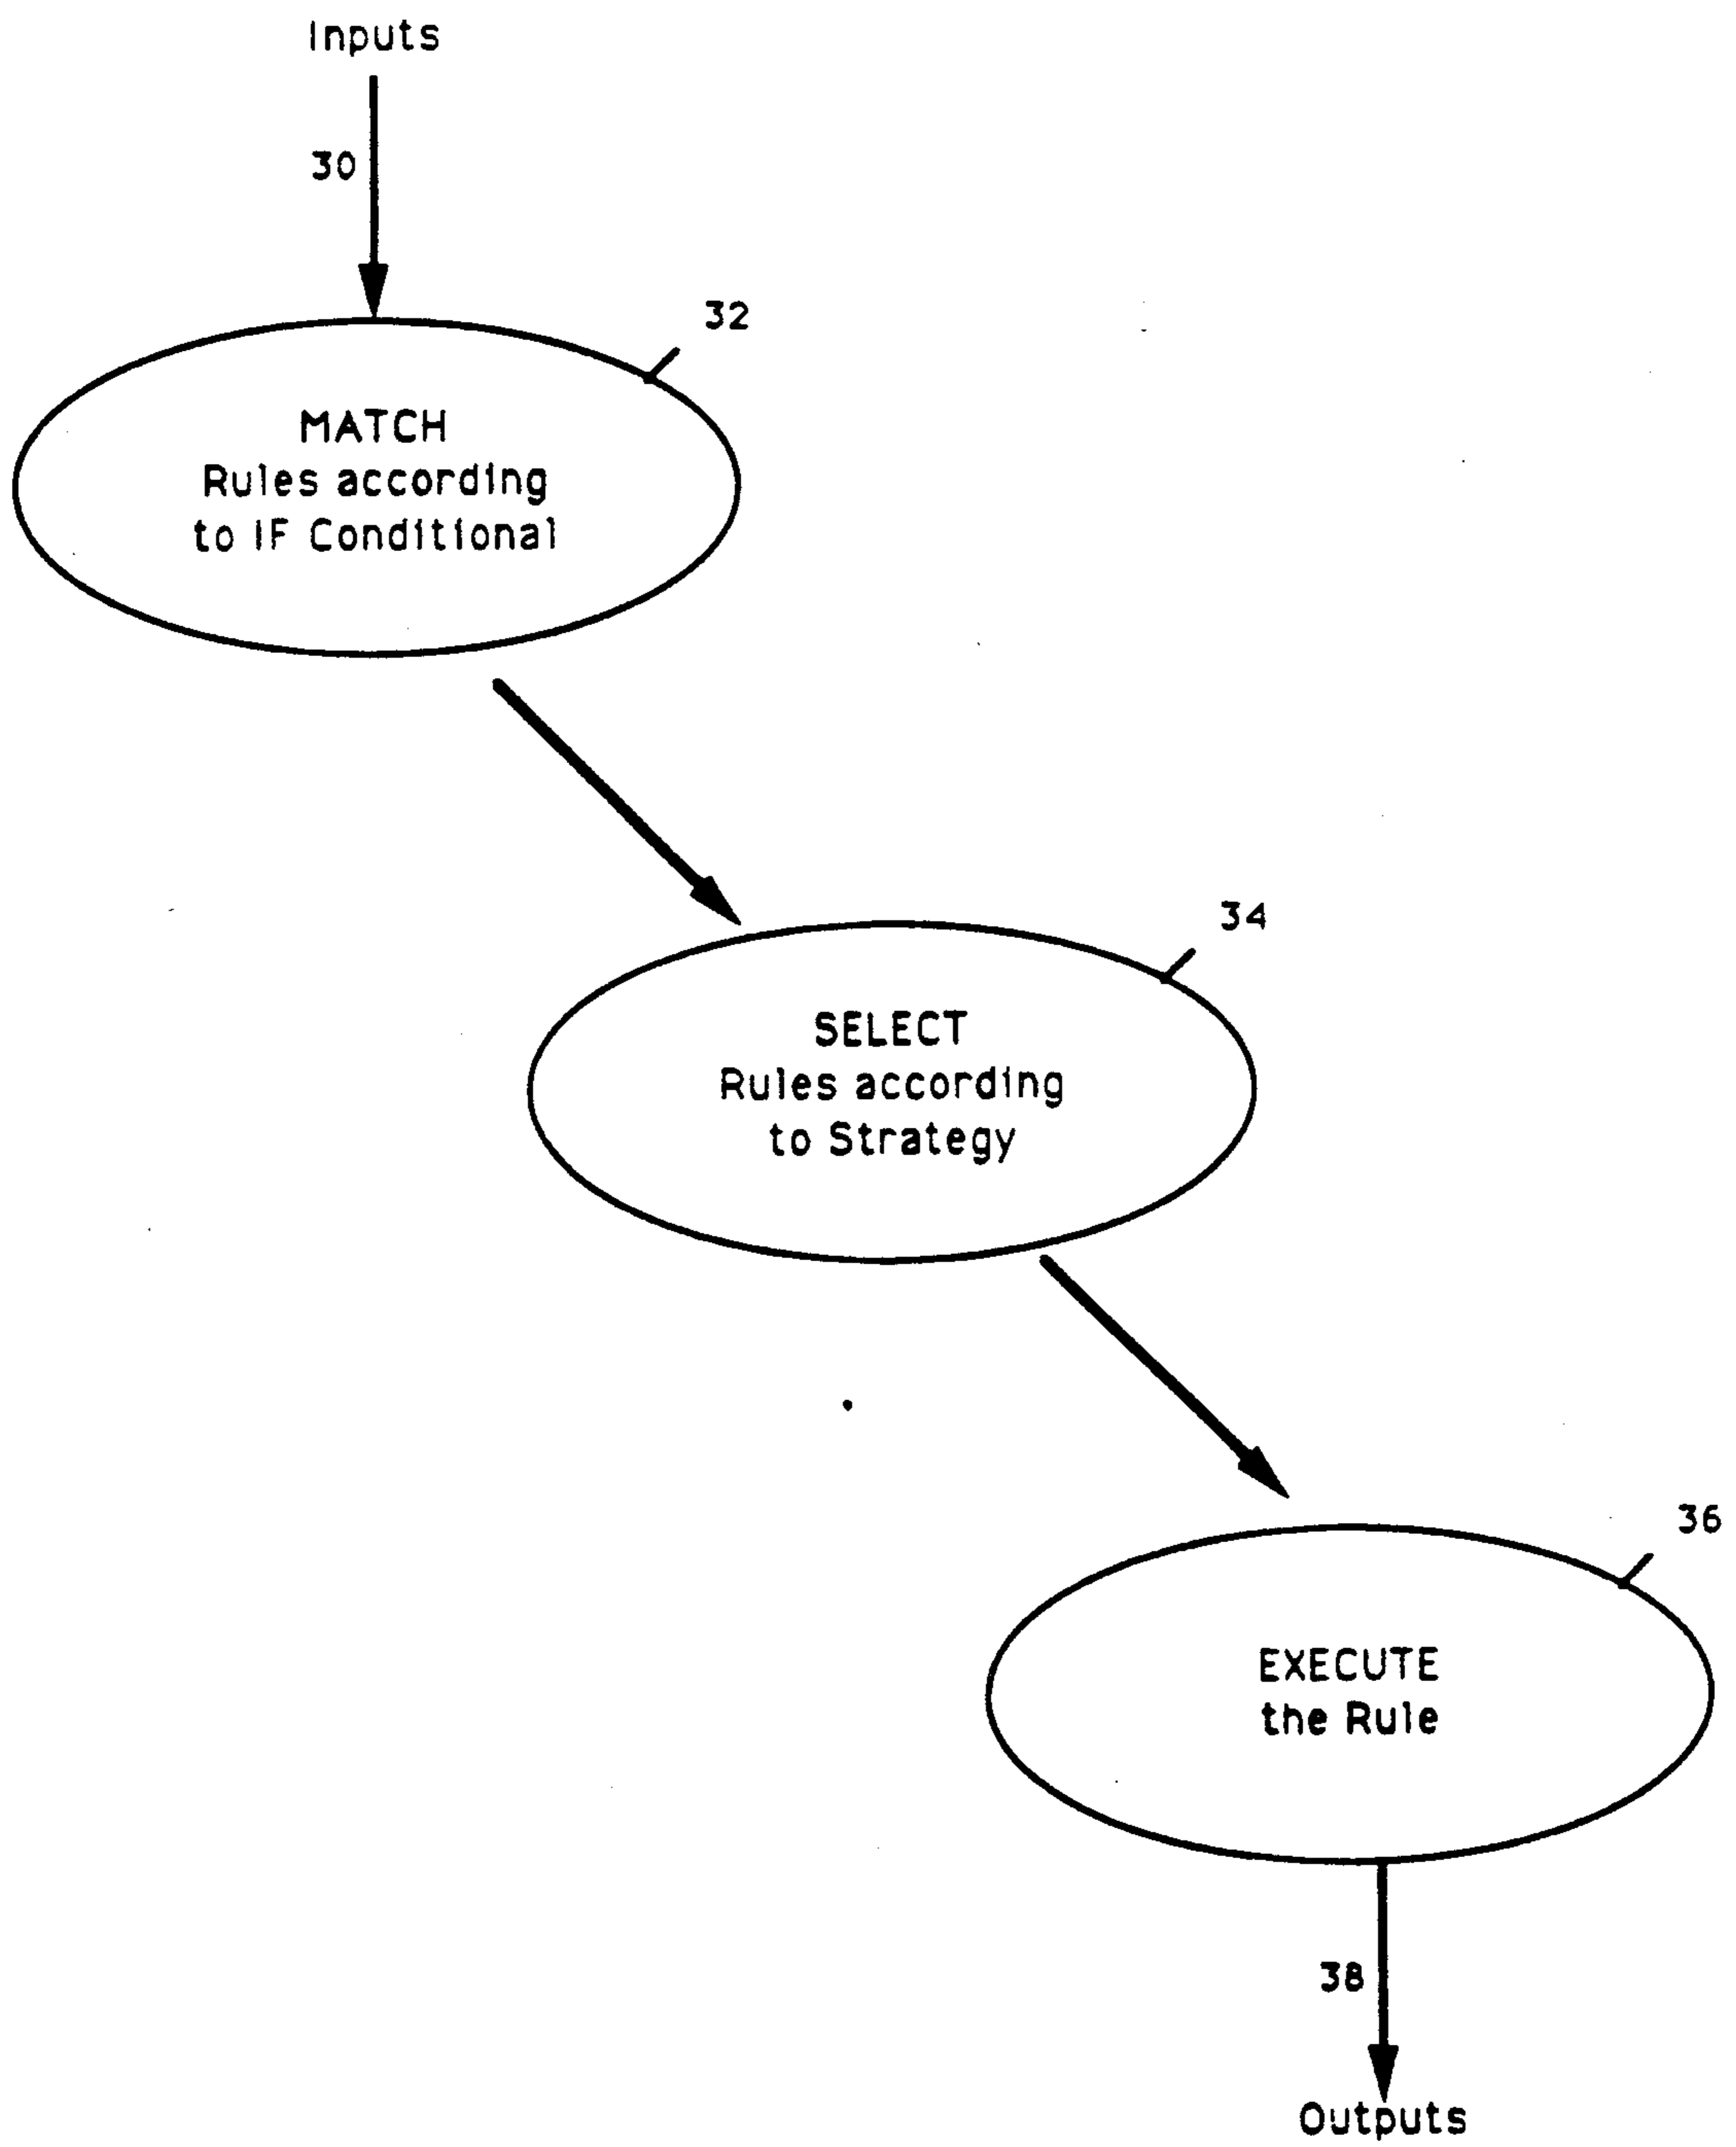 Inputs
30
32
MATCH
Rules according
to IF Conditional
34
SELECT
Rules according
to Strategy
36
EXECUTE
the Rule
38
Outputs